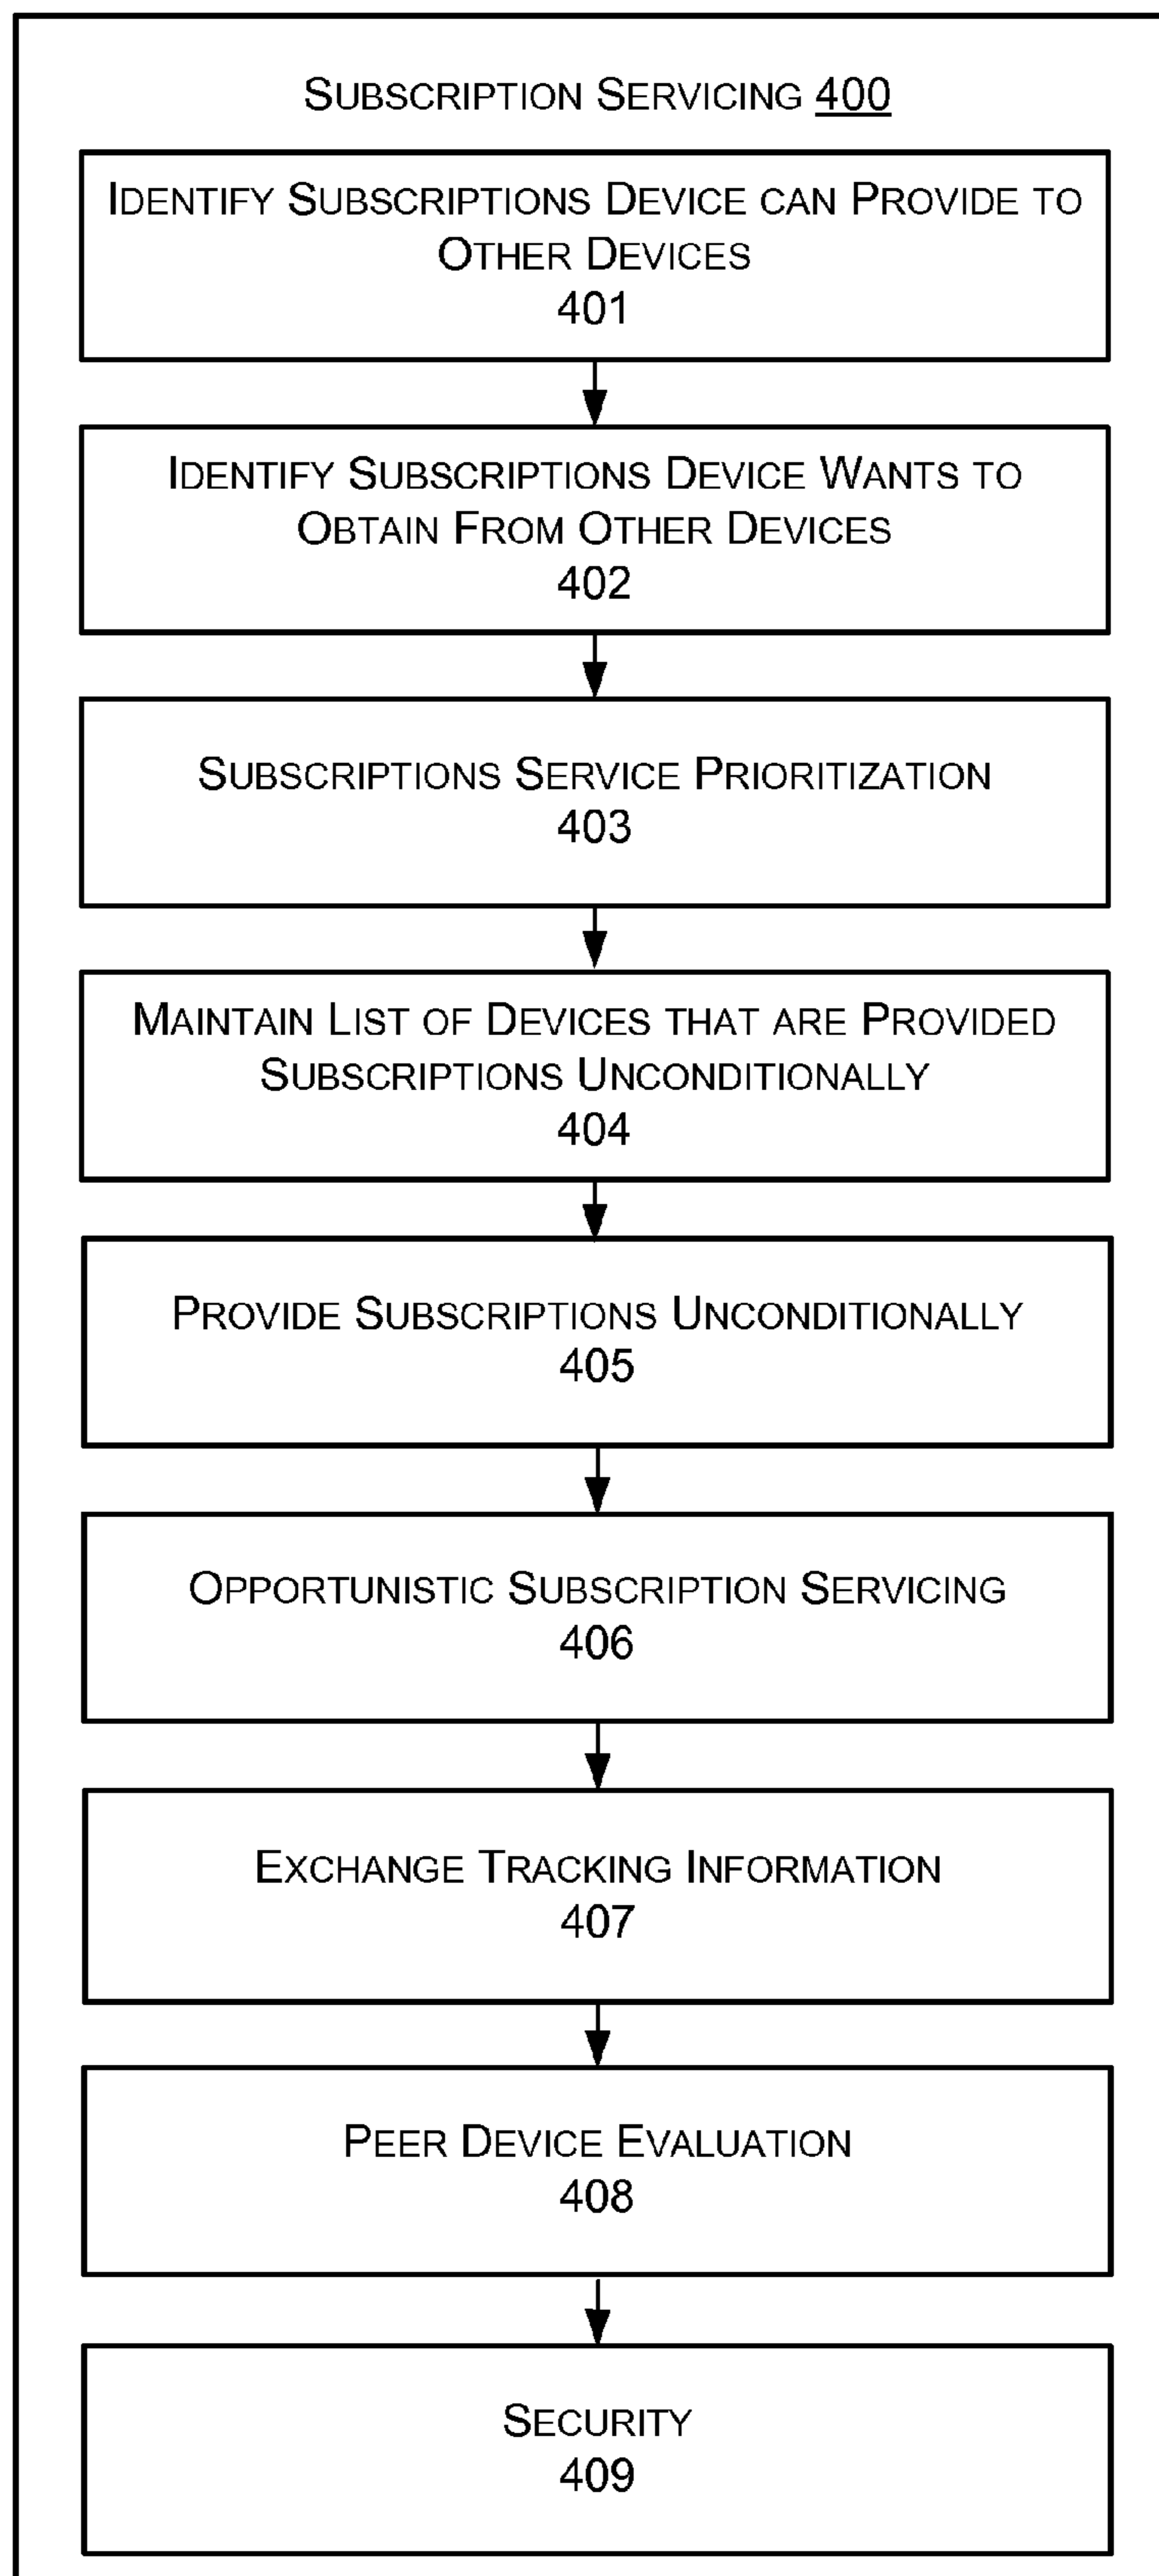 SUBSCRIPTION SERVICING 400
IDENTIFY SUBSCRIPTIONS DEVICE CAN PROVIDE TO
OTHER DEVICES
401
IDENTIFY SUBSCRIPTIONS DEVICE WANTS TO
OBTAIN FROM OTHER DEVICES
402
SUBSCRIPTIONS SERVICE PRIORITIZATION
403
MAINTAIN LIST OF DEVICES THAT ARE PROVIDED
SUBSCRIPTIONS UNCONDITIONALLY
404
PROVIDE SUBSCRIPTIONS UNCONDITIONALLY
405
OPPORTUNISTIC SUBSCRIPTION SERVICING
406
EXCHANGE TRACKING INFORMATION
407
PEER DEVICE EVALUATION
408
SECURITY
409